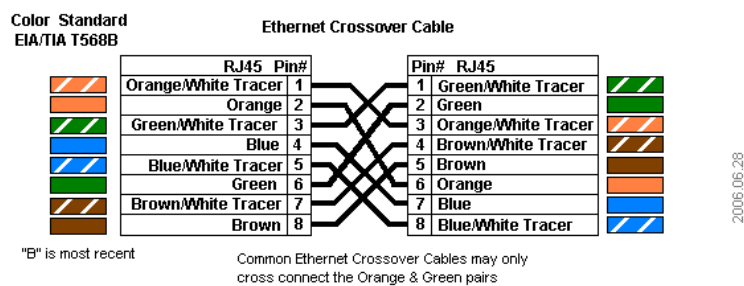 Color Standard
EIA/TIA T568B
Ethernet Crossover Cable
RJ45 Pin#
Orange/White Tracer 1
Orange 2
Green/White Tracer 3
Blue 4
Blue/White Tracer 5
Green 6
Brown/White Tracer 7
Brown 8
Pin# RJ45
1 Green/White Tracer
2 Green
3 Orange/White Tracer
4 Brown/White Tracer
5 Brown
6 Orange
7 Blue
8 Blue/White Tracer
"B" is most recent
Common Ethernet Crossover Cables may only
cross connect the Orange & Green pairs
2006.06.28